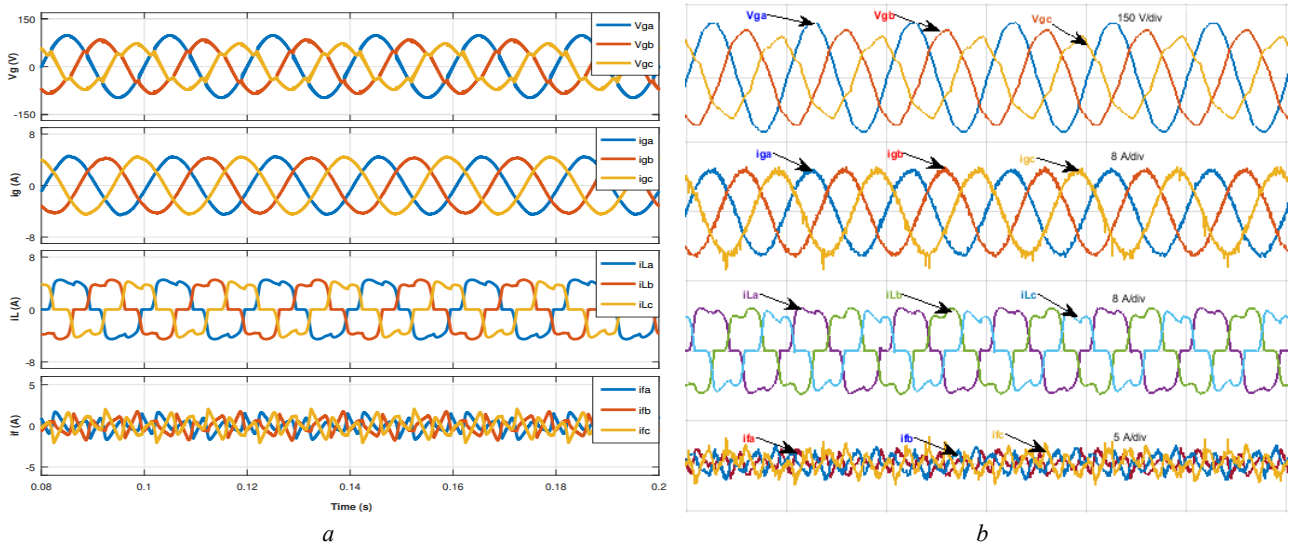 150
0
-150
Vg (V)
Vga
Vgb
Vgc
8
0
-8
ig (A)
iga
igb
igc
8
0
-8
iL (A)
iLa
iLb
iLc
5
0
-5
if (A)
ifa
ifb
ifc
0.08 0.1 0.12 0.14 0.16 0.18 0.2
Time (s)
a
Vga Vgb Vgc 150 V/div
iga igb igc 8 A/div
iLa iLb iLc 8 A/div
ifa ifb ifc 5 A/div
b